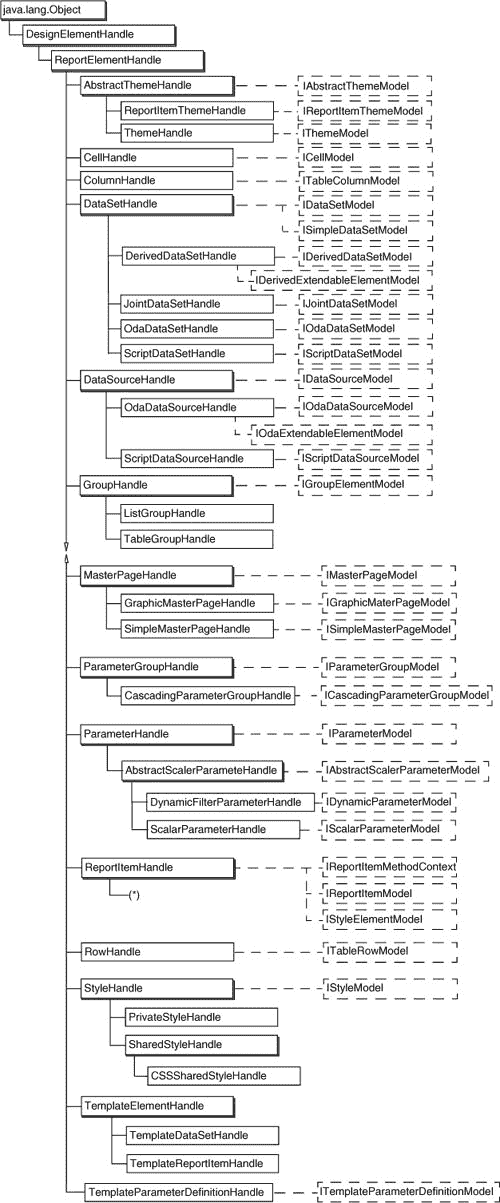 java.lang.Object
DesignElementHandle
ReportElementHandle
AbstractThemeHandle IAbstractThemeModel
ReportItemThemeHandle IReportItemThemeModel
ThemeHandle IThemeModel
CellHandle ICellModel
ColumnHandle ITableColumnModel
DataSetHandle IDataSetModel
ISimpleDataSetModel
DerivedDataSetHandle IDerivedDataSetModel
IDerivedExtendableElementModel
JointDataSetHandle IJointDataSetModel
OdaDataSetHandle IOdaDataSetModel
ScriptDataSetHandle IScriptDataSetModel
DataSourceHandle IDataSourceModel
OdaDataSourceHandle IOdaDataSourceModel
IOdaExtendableElementModel
ScriptDataSourceHandle IScriptDataSourceModel
GroupHandle IGroupElementModel
ListGroupHandle
TableGroupHandle
MasterPageHandle IMasterPageModel
GraphicMasterPageHandle IGraphicMaterPageModel
SimpleMasterPageHandle ISimpleMasterPageModel
ParameterGroupHandle IParameterGroupModel
CascadingParameterGroupHandle ICascadingParameterGroupModel
ParameterHandle IParameterModel
AbstractScalerParameteHandle IAbstractScalerParameterModel
DynamicFilterParameterHandle IDynamicParameterModel
ScalarParameterHandle IScalarParameterModel
ReportItemHandle IReportItemMethodContext
(*) IReportItemModel
IStyleElementModel
RowHandle ITableRowModel
StyleHandle IStyleModel
PrivateStyleHandle
SharedStyleHandle
CSSSharedStyleHandle
TemplateElementHandle
TemplateDataSetHandle
TemplateReportItemHandle
TemplateParameterDefinitionHandle ITemplateParameterDefinitionModel